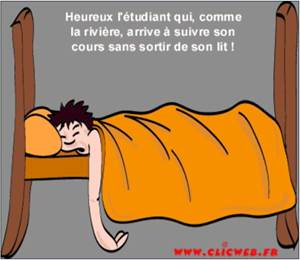 Heureux l'étudiant qui, comme
la rivière, arrive à suivre son
cours sans sortir de son lit !
www.clicweb.fr